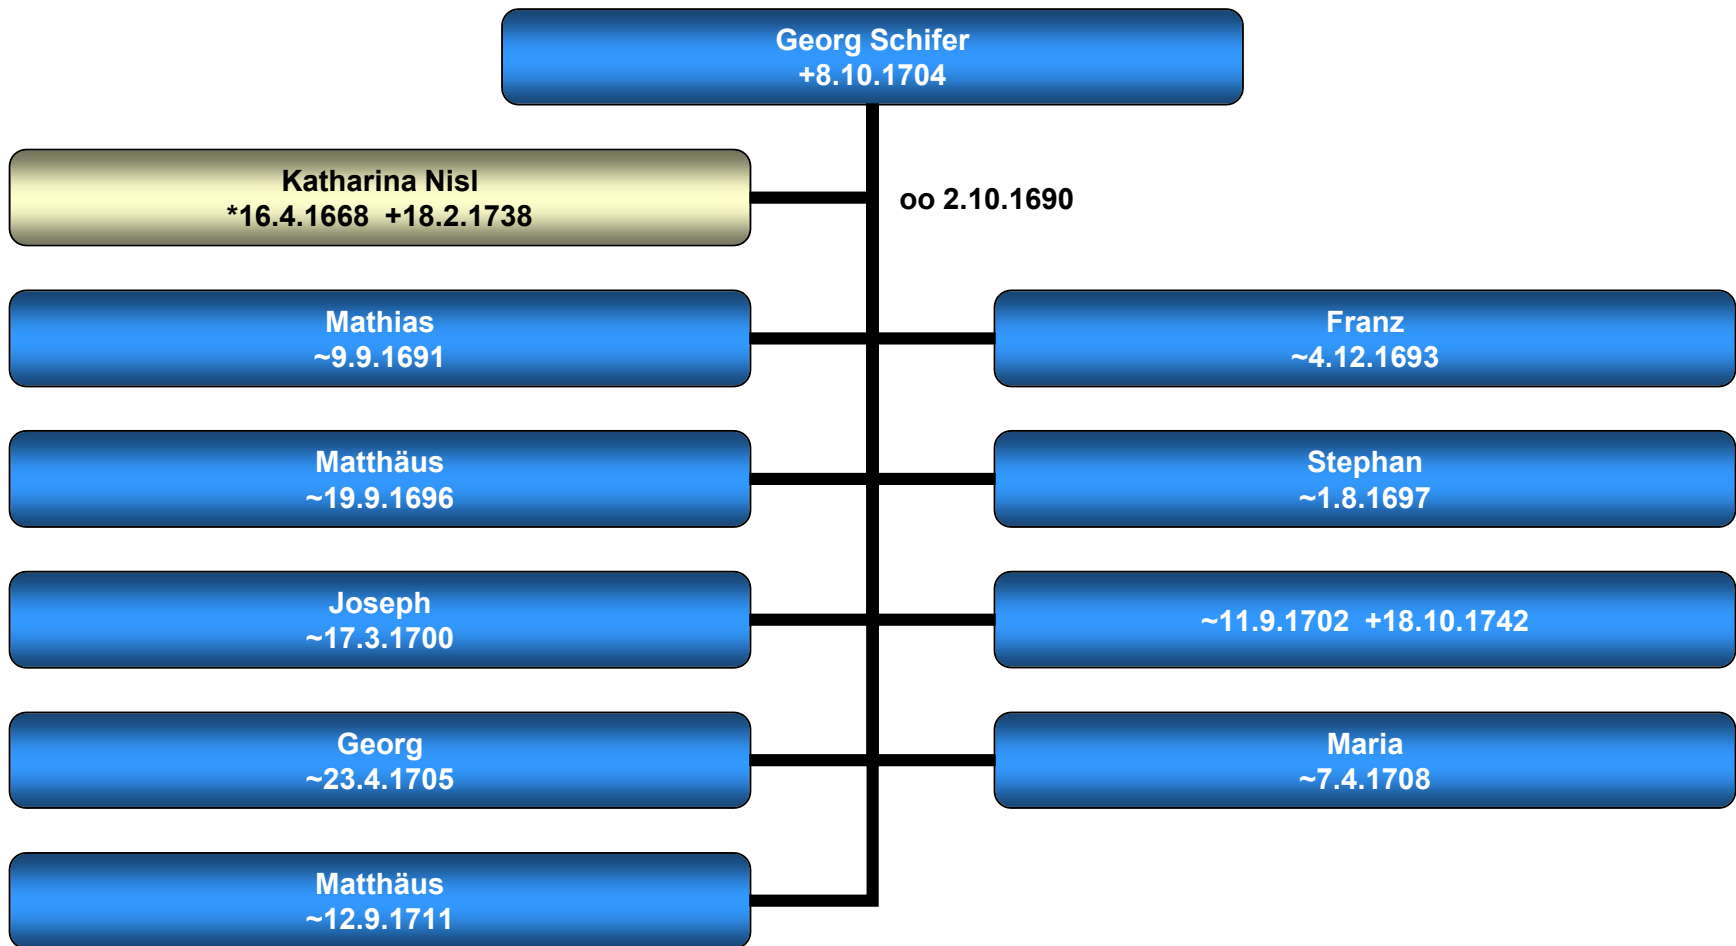 Georg Schifer
+8.10.1704
Katharina Nisl
*16.4.1668  +18.2.1738
oo 2.10.1690
Mathias
~9.9.1691
Franz
~4.12.1693
Matthäus
~19.9.1696
Stephan
~1.8.1697
Joseph
~17.3.1700
~11.9.1702  +18.10.1742
Georg
~23.4.1705
Maria
~7.4.1708
Matthäus
~12.9.1711